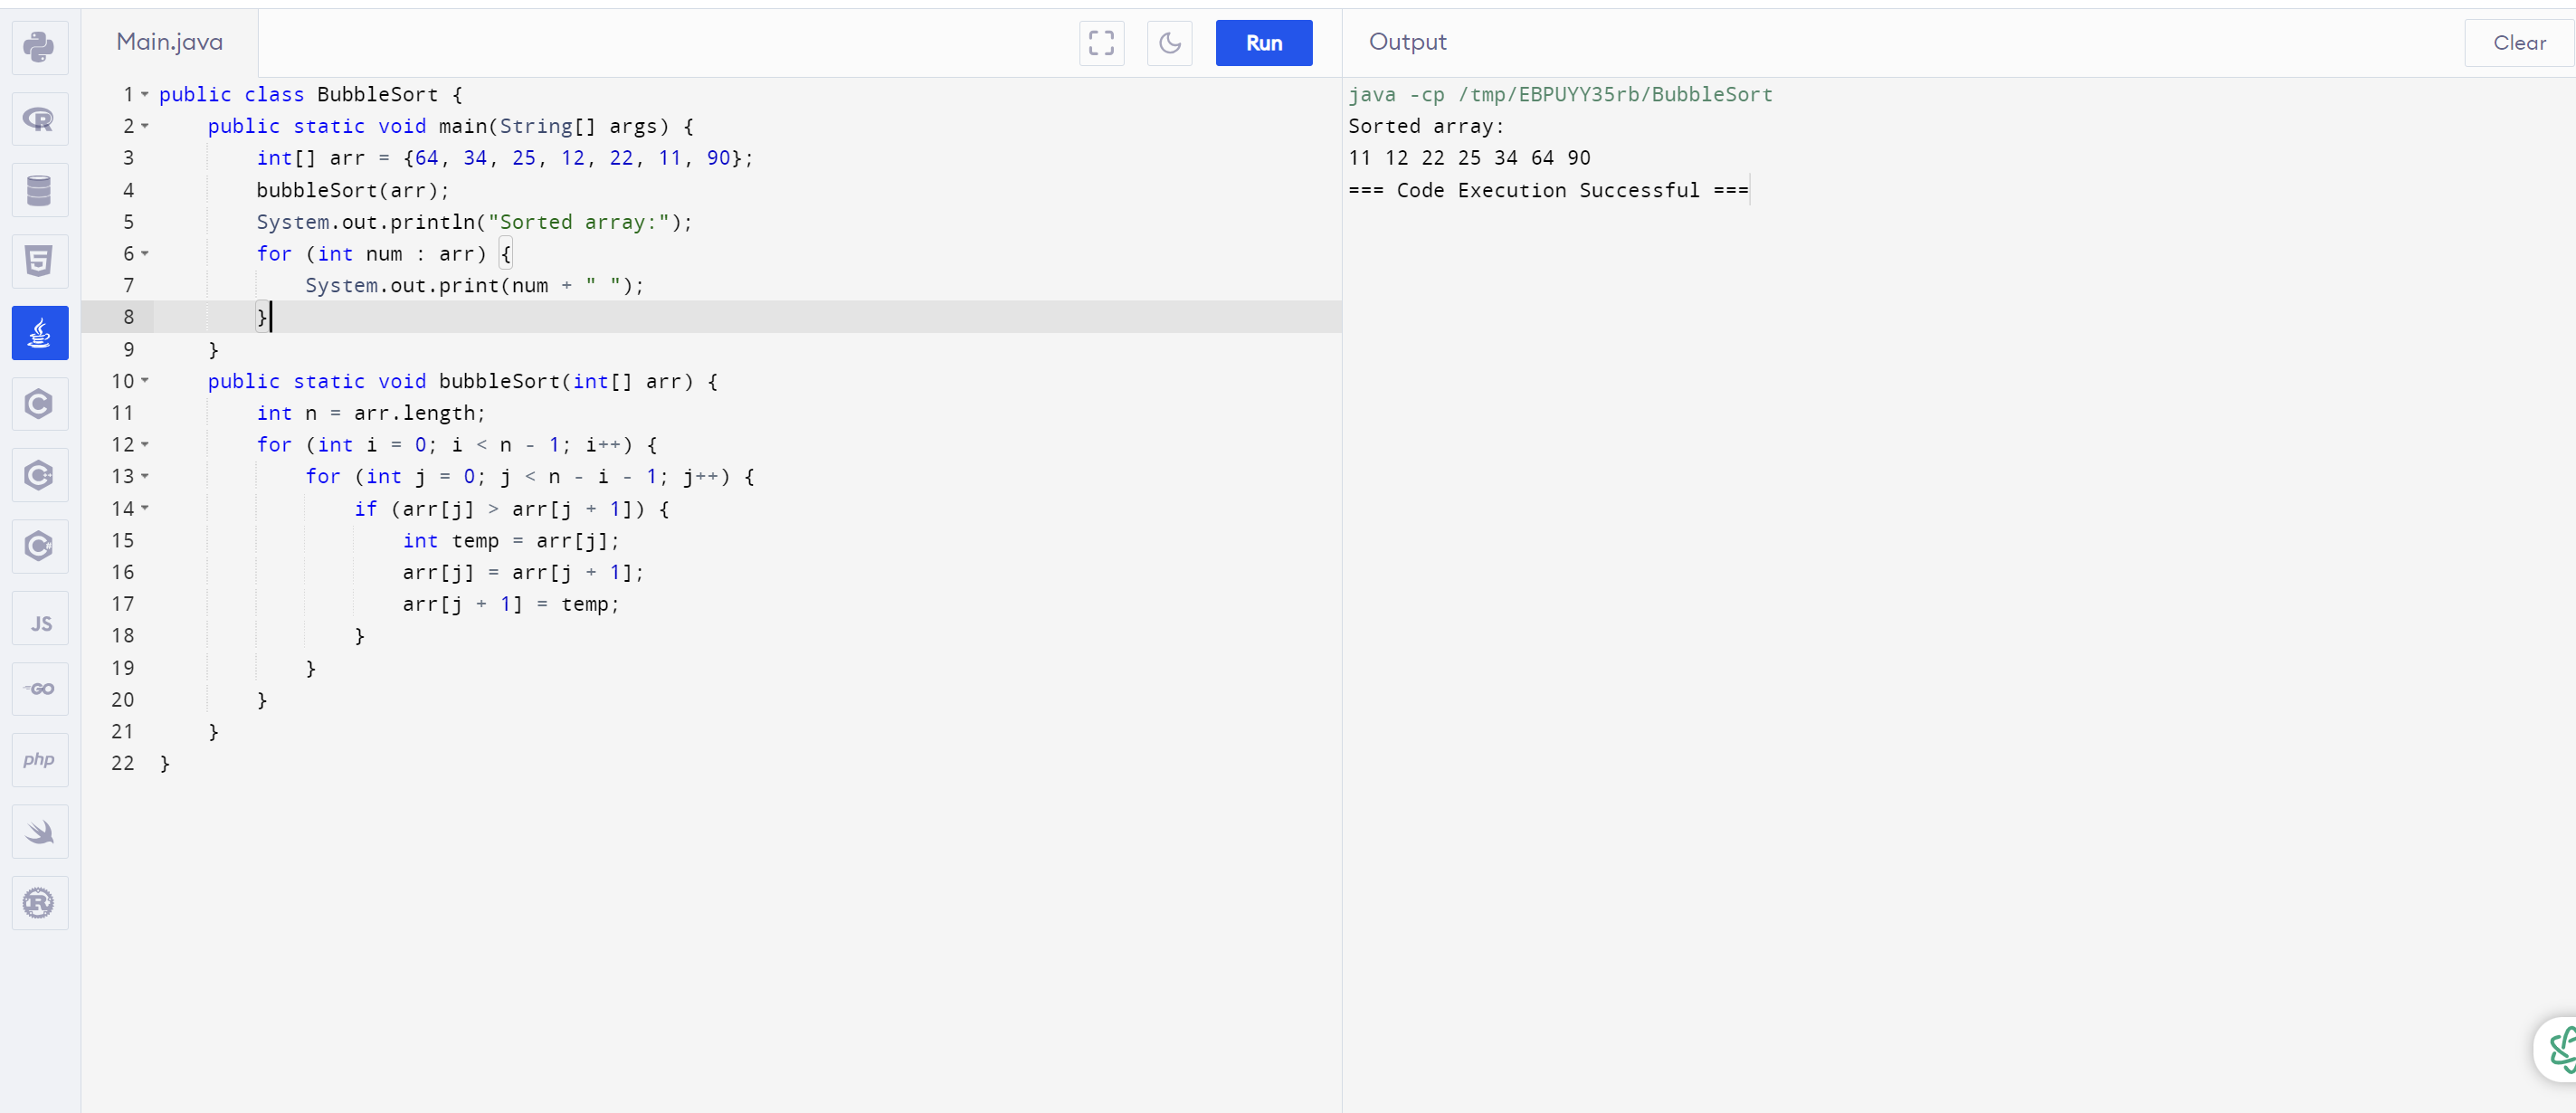 Main.java
Run
Output
Clear
1 public class BubbleSort {
2     public static void main(String[] args) {
3         int[] arr = {64, 34, 25, 12, 22, 11, 90};
4         bubbleSort(arr);
5         System.out.println("Sorted array:");
6         for (int num : arr) {
7             System.out.print(num + " ");
8         }
9     }
10     public static void bubbleSort(int[] arr) {
11         int n = arr.length;
12         for (int i = 0; i < n - 1; i++) {
13             for (int j = 0; j < n - i - 1; j++) {
14                 if (arr[j] > arr[j + 1]) {
15                     int temp = arr[j];
16                     arr[j] = arr[j + 1];
17                     arr[j + 1] = temp;
18                 }
19             }
20         }
21     }
22 }
java -cp /tmp/EBPUYY35rb/BubbleSort
Sorted array:
11 12 22 25 34 64 90
=== Code Execution Successful ===
R
5
C
C++
C#
JS
GO
php
R